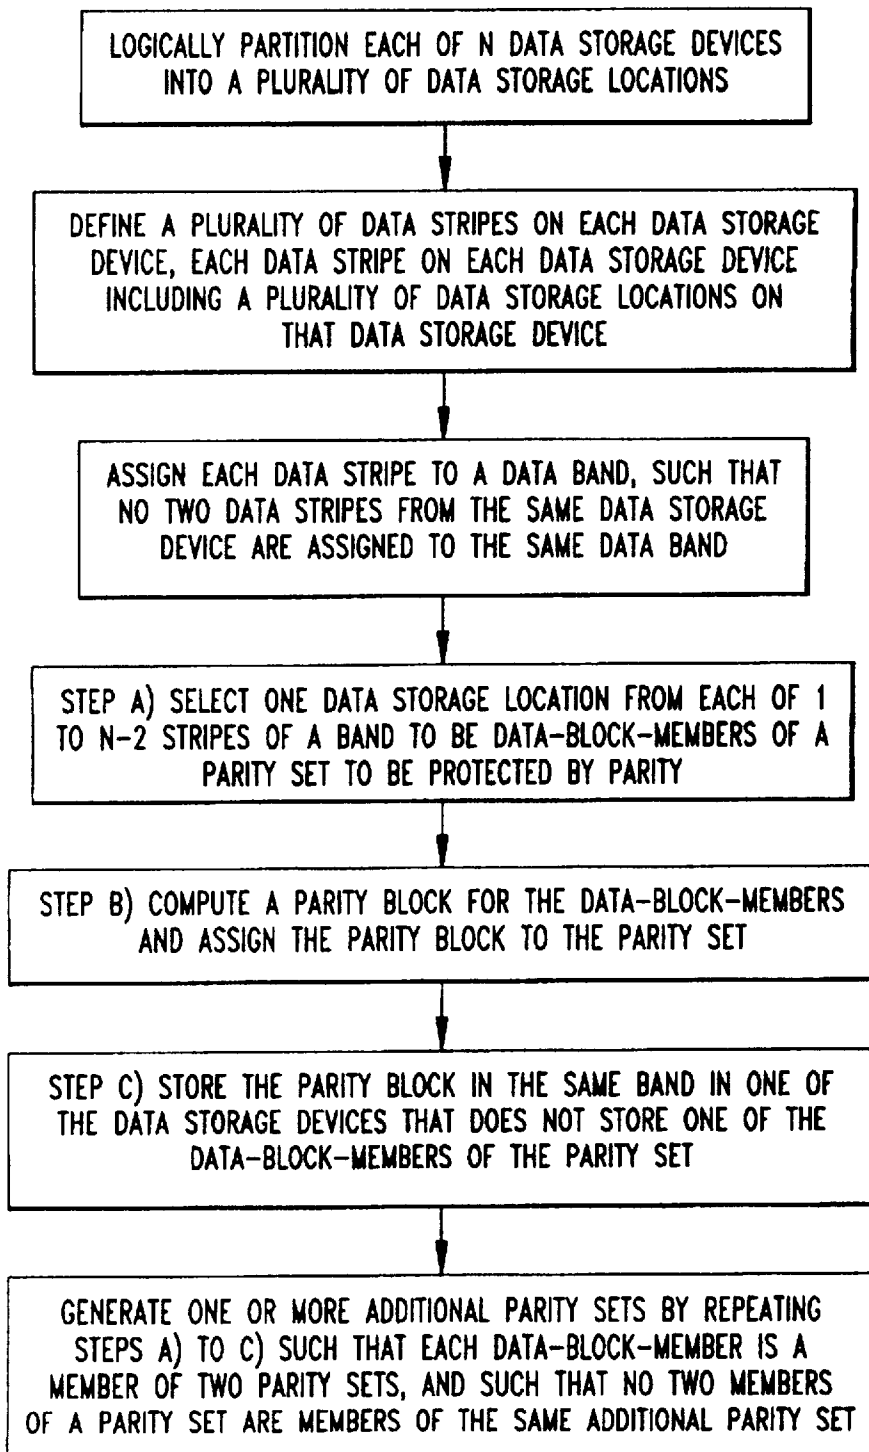 LOGICALLY PARTITION EACH OF N DATA STORAGE DEVICES
INTO A PLURALITY OF DATA STORAGE LOCATIONS
DEFINE A PLURALITY OF DATA STRIPES ON EACH DATA STORAGE
DEVICE, EACH DATA STRIPE ON EACH DATA STORAGE DEVICE
INCLUDING A PLURALITY OF DATA STORAGE LOCATIONS ON
THAT DATA STORAGE DEVICE
ASSIGN EACH DATA STRIPE TO A DATA BAND, SUCH THAT
NO TWO DATA STRIPES FROM THE SAME DATA STORAGE
DEVICE ARE ASSIGNED TO THE SAME DATA BAND
STEP A) SELECT ONE DATA STORAGE LOCATION FROM EACH OF 1
TO N-2 STRIPES OF A BAND TO BE DATA-BLOCK-MEMBERS OF A
PARITY SET TO BE PROTECTED BY PARITY
STEP B) COMPUTE A PARITY BLOCK FOR THE DATA-BLOCK-MEMBERS
AND ASSIGN THE PARITY BLOCK TO THE PARITY SET
STEP C) STORE THE PARITY BLOCK IN THE SAME BAND IN ONE OF
THE DATA STORAGE DEVICES THAT DOES NOT STORE ONE OF THE
DATA-BLOCK-MEMBERS OF THE PARITY SET
GENERATE ONE OR MORE ADDITIONAL PARITY SETS BY REPEATING
STEPS A) TO C) SUCH THAT EACH DATA-BLOCK-MEMBER IS A
MEMBER OF TWO PARITY SETS, AND SUCH THAT NO TWO MEMBERS
OF A PARITY SET ARE MEMBERS OF THE SAME ADDITIONAL PARITY SET